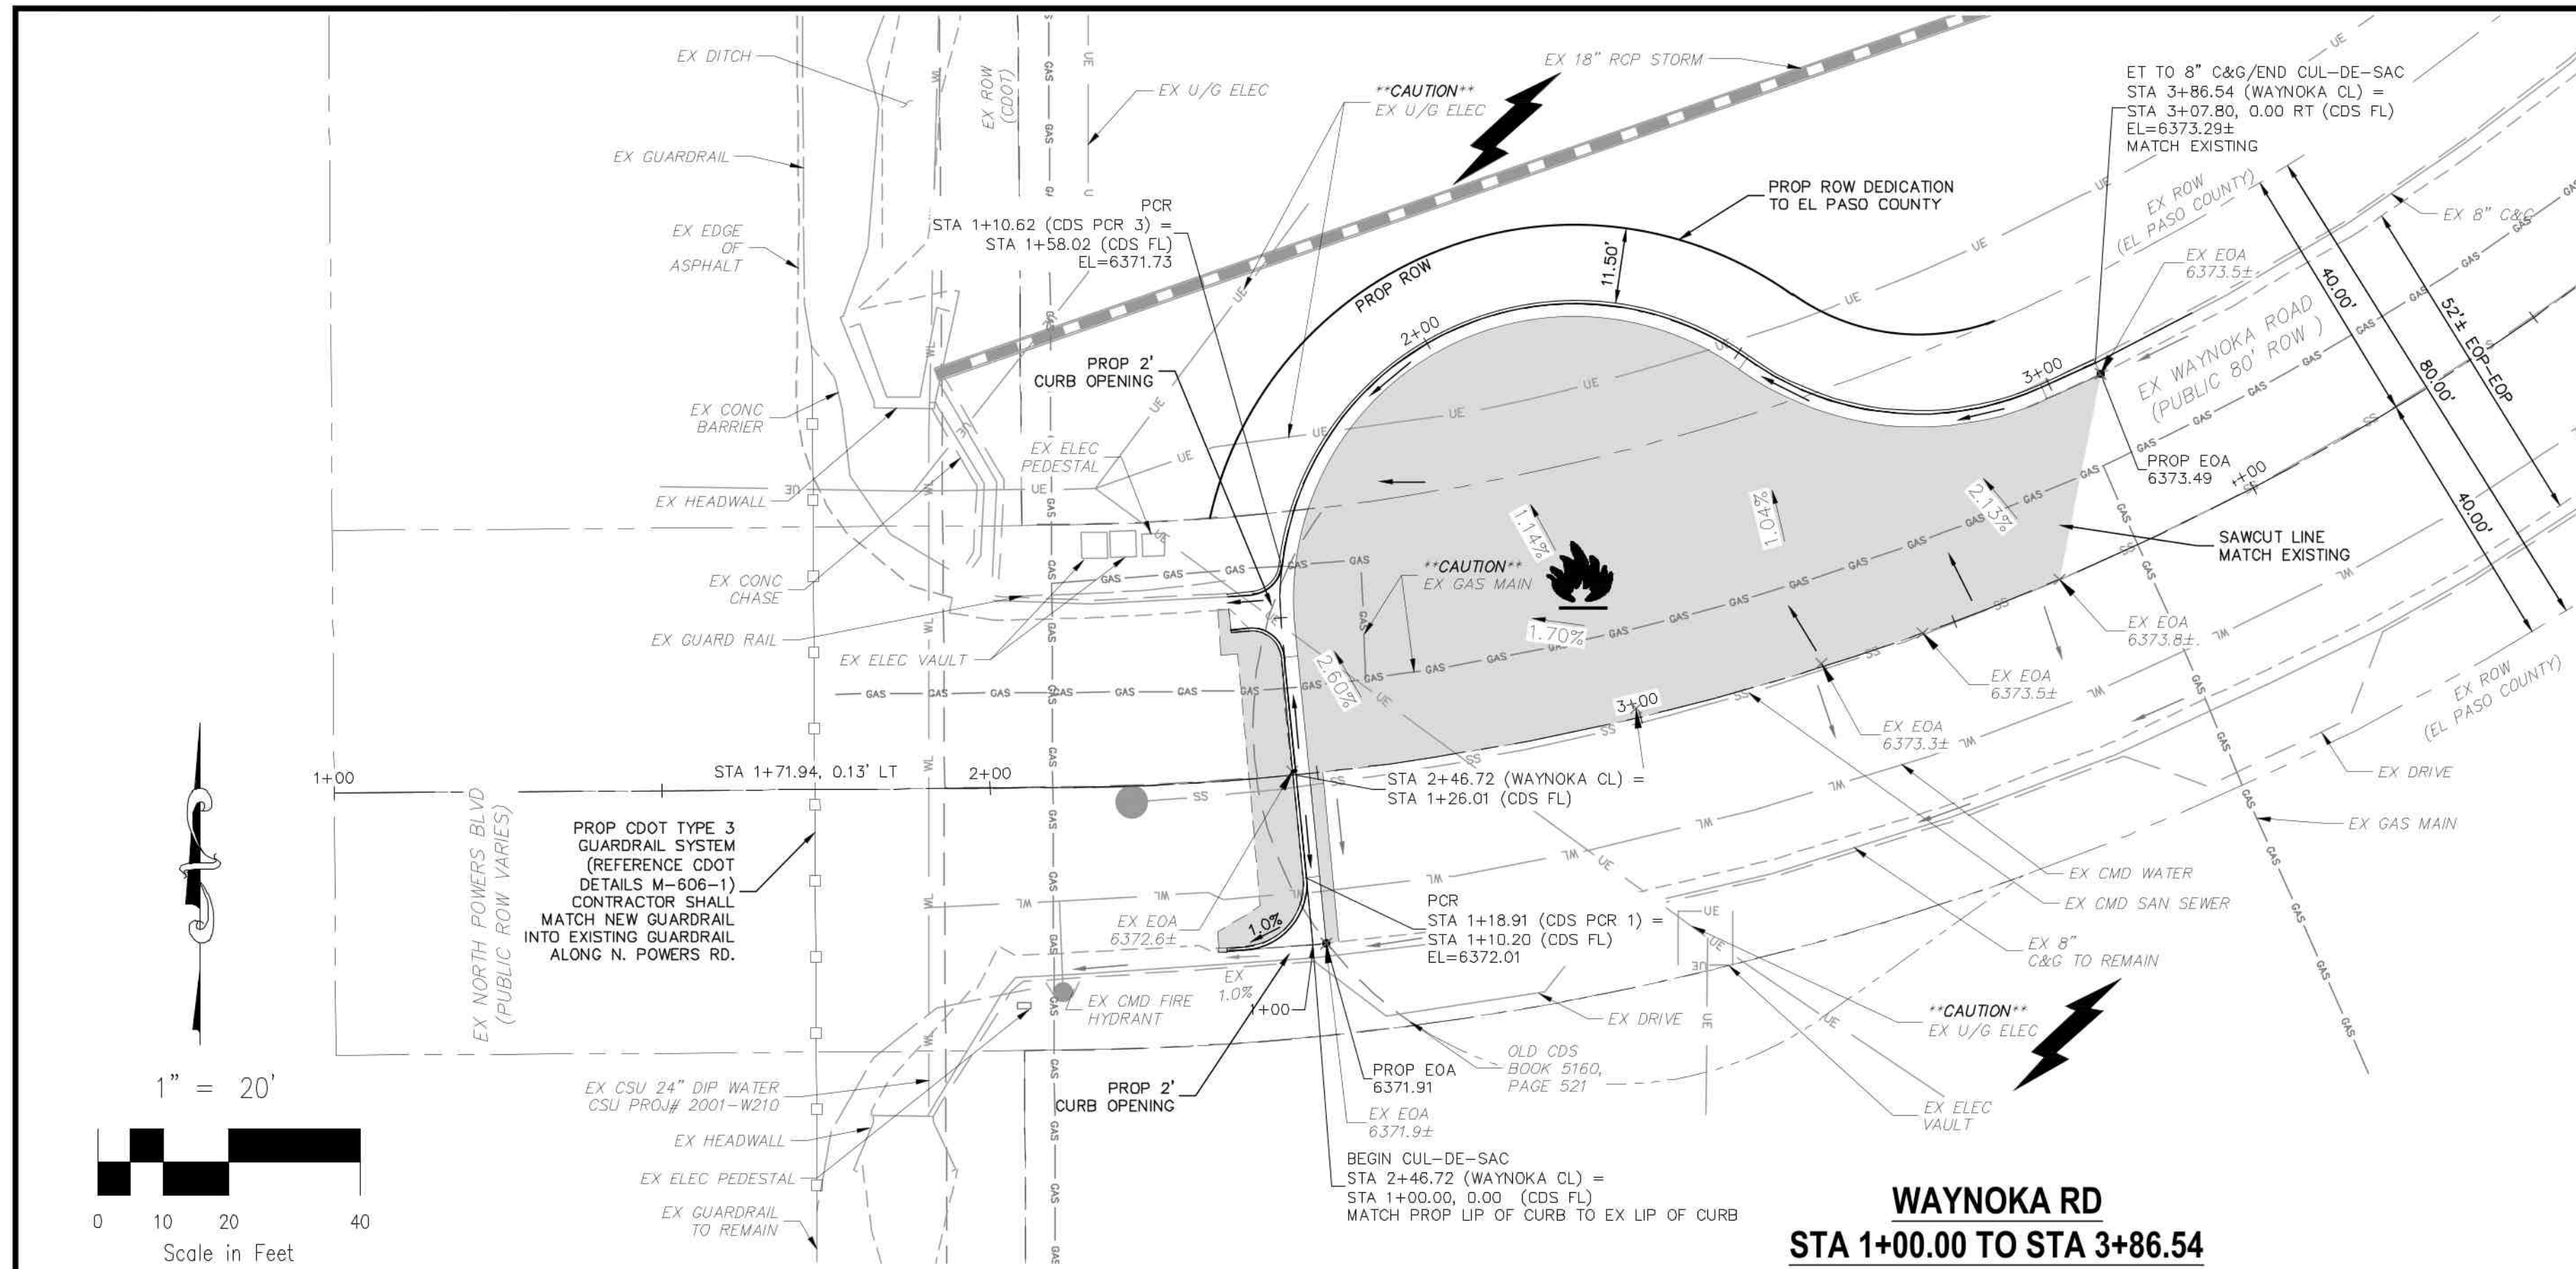 EX DITCH
EX GUARDRAIL
EX EDGE
OF
ASPHALT
EX ROW
(CDOT)
EX U/G ELEC
**CAUTION**
EX U/G ELEC
EX 18" RCP STORM
ET TO 8" C&G/END CUL-DE-SAC
STA 3+86.54 (WAYNOKA CL) =
STA 3+07.80, 0.00 RT (CDS FL)
EL=6373.29±
MATCH EXISTING
PROP ROW DEDICATION
TO EL PASO COUNTY
EX ROW
(EL PASO COUNTY)
EX 8" C&G
PCR
STA 1+10.62 (CDS PCR 3) =
STA 1+58.02 (CDS FL)
EL=6371.73
11.50'
PROP ROW
2+00
3+00
EX EOA
6373.5±
EX WAYNOKA ROAD
(PUBLIC 80' ROW )
40.00'
52'± EOP-EOP
80.00'
40.00'
PROP 2'
CURB OPENING
EX CONC
BARRIER
EX ELEC
PEDESTAL
EX HEADWALL
PROP EOA
6373.49
4+00
1.14%
1.04%
2.13%
SAWCUT LINE
MATCH EXISTING
EX CONC
CHASE
**CAUTION**
EX GAS MAIN
EX GUARD RAIL
EX ELEC VAULT
1.70%
2.60%
EX EOA
6373.8±
EX EOA
6373.5±
EX EOA
6373.3±
EX ROW
(EL PASO COUNTY)
3+00
EX DRIVE
1+00
STA 1+71.94, 0.13' LT
2+00
STA 2+46.72 (WAYNOKA CL) =
STA 1+26.01 (CDS FL)
EX GAS MAIN
EX NORTH POWERS BLVD
(PUBLIC ROW VARIES)
PROP CDOT TYPE 3
GUARDRAIL SYSTEM
(REFERENCE CDOT
DETAILS M-606-1)
CONTRACTOR SHALL
MATCH NEW GUARDRAIL
INTO EXISTING GUARDRAIL
ALONG N. POWERS RD.
EX EOA
6372.6±
1.0%
PCR
STA 1+18.91 (CDS PCR 1) =
STA 1+10.20 (CDS FL)
EL=6372.01
EX CMD WATER
EX CMD SAN SEWER
EX 8"
C&G TO REMAIN
EX
1.0%
EX CMD FIRE
HYDRANT
1+00
EX DRIVE
**CAUTION**
EX U/G ELEC
OLD CDS
BOOK 5160,
PAGE 521
PROP EOA
6371.91
EX CSU 24" DIP WATER
CSU PROJ# 2001-W210
PROP 2'
CURB OPENING
EX EOA
6371.9±
EX ELEC
VAULT
EX HEADWALL
EX ELEC PEDESTAL
EX GUARDRAIL
TO REMAIN
BEGIN CUL-DE-SAC
STA 2+46.72 (WAYNOKA CL) =
STA 1+00.00, 0.00 (CDS FL)
MATCH PROP LIP OF CURB TO EX LIP OF CURB
1" = 20'
0 10 20 40
Scale in Feet
WAYNOKA RD
STA 1+00.00 TO STA 3+86.54